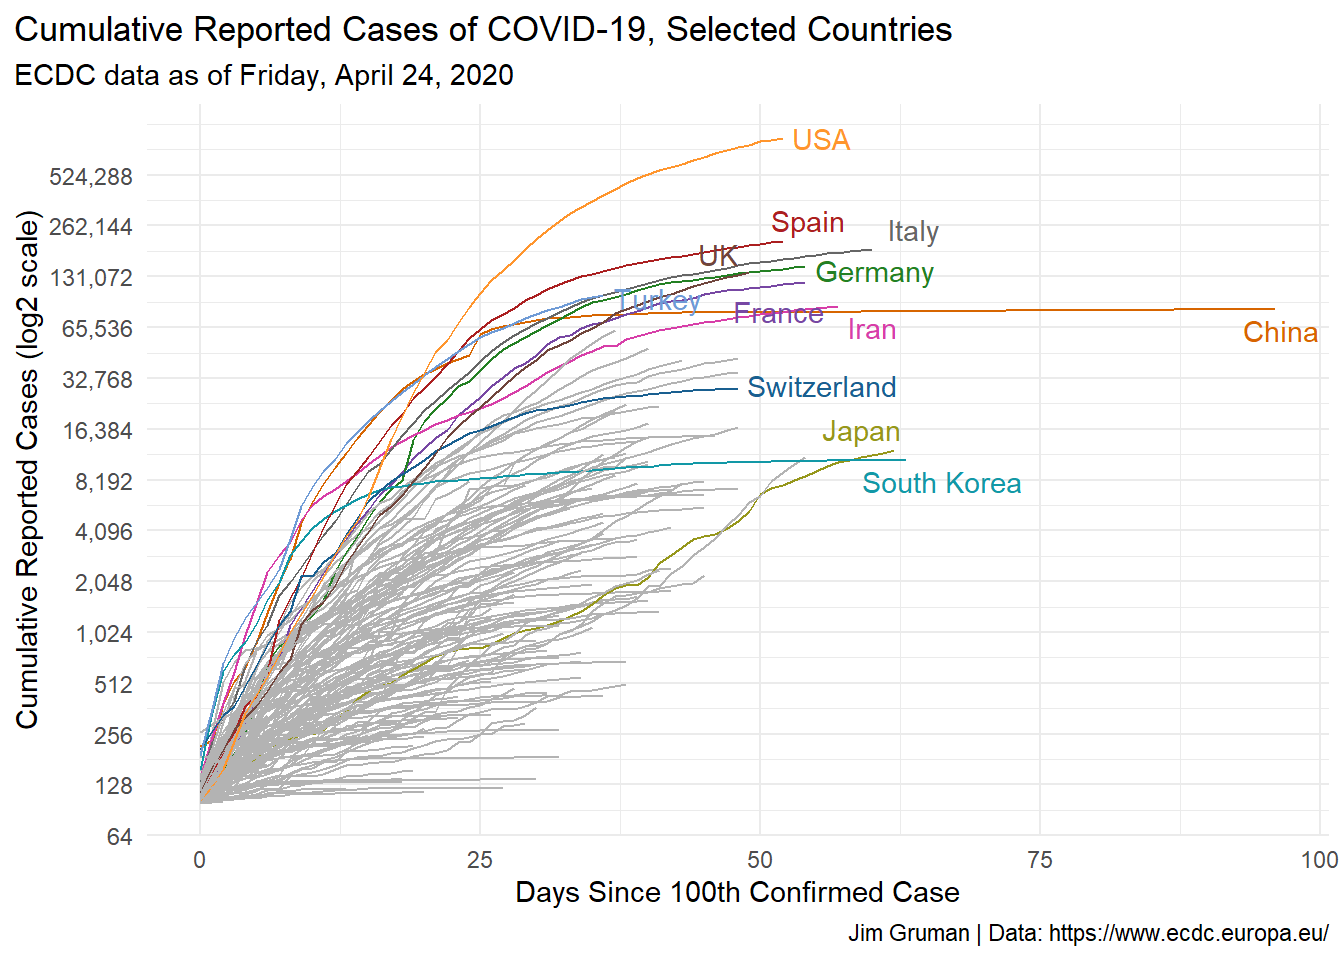 Cumulative Reported Cases of COVID-19, Selected Countries
ECDC data as of Friday, April 24, 2020
Cumulative Reported Cases (log2 scale)
524,288
262,144
131,072
65,536
32,768
16,384
8,192
4,096
2,048
1,024
512
256
128
64
USA
Spain
Italy
UK
Germany
Turkey
France
Iran
China
Switzerland
Japan
South Korea
0
25
50
75
100
Days Since 100th Confirmed Case
Jim Gruman | Data: https://www.ecdc.europa.eu/